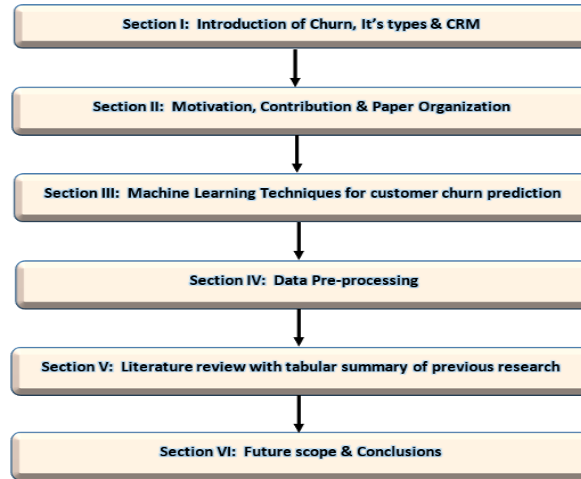 Section I: Introduction of Churn, It's types & CRM
Section II: Motivation, Contribution & Paper Organization
Section III: Machine Learning Techniques for customer churn prediction
Section IV: Data Pre-processing
Section V: Literature review with tabular summary of previous research
Section VI: Future scope & Conclusions